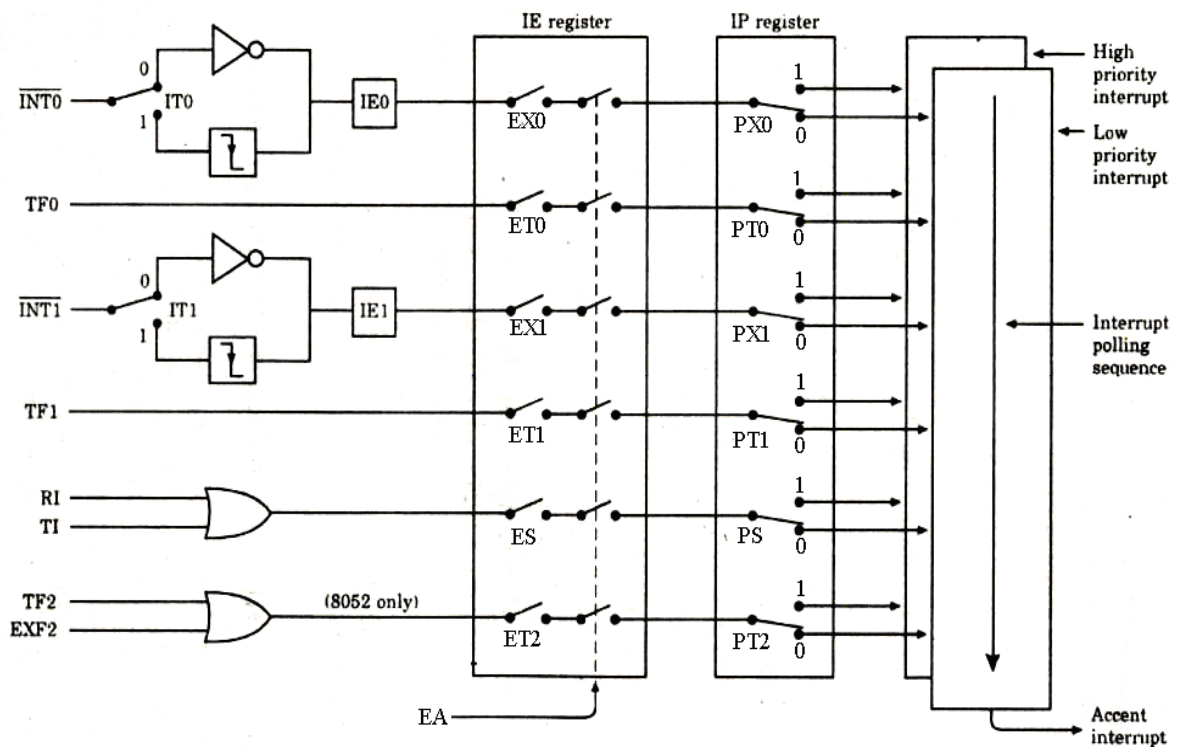 IE register
IP register
INT0
0
1
IT0
IE0
EX0
PX0
1
0
High
priority
interrupt
Low
priority
interrupt
TF0
ET0
PT0
1
0
INT1
0
1
IT1
IE1
EX1
PX1
1
0
Interrupt
polling
sequence
TF1
ET1
PT1
1
0
RI
TI
ES
PS
1
0
TF2
EXF2
(8052 only)
ET2
PT2
1
0
EA
Accent
interrupt